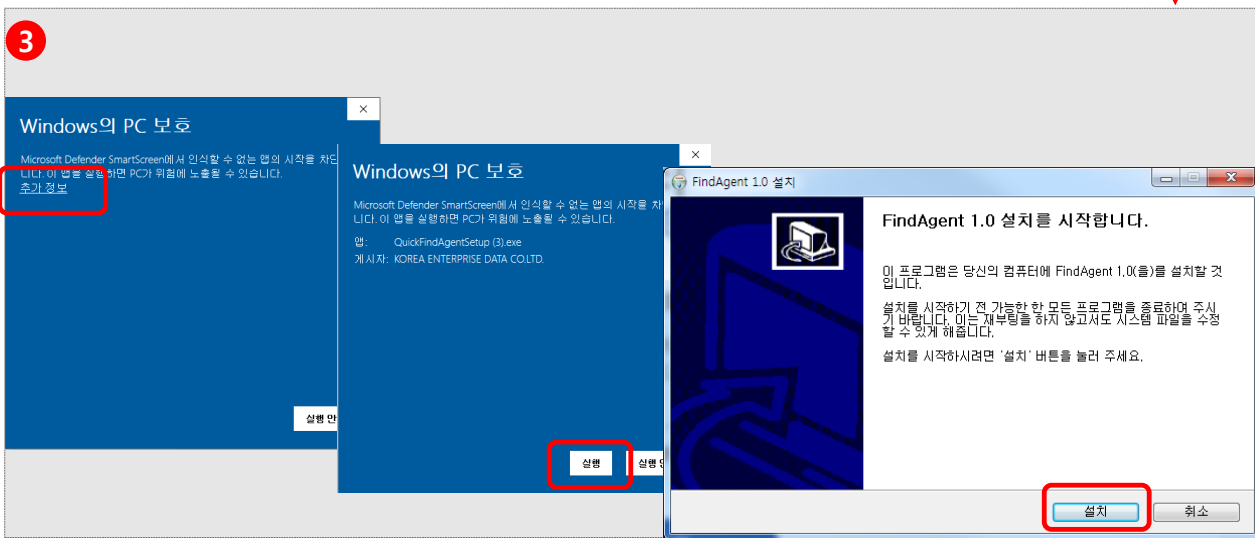 3
Windows의 PC 보호
Microsoft Defender SmartScreen에서 인식할 수 없는 앱의 시작을 차단
니다. 이 앱을 실행하면 PC가 위험에 노출될 수 있습니다.
추가 정보
실행 안
Windows의 PC 보호
Microsoft Defender SmartScreen에서 인식할 수 없는 앱의 시작을 차
니다. 이 앱을 실행하면 PC가 위험에 노출될 수 있습니다.
앱: QuickFindAgentSetup (3).exe
게시자: KOREA ENTERPRISE DATA CO.LTD.
실행
실행
FindAgent 1.0 설치
FindAgent 1.0 설치를 시작합니다.
이 프로그램은 당신의 컴퓨터에 FindAgent 1.0(을)를 설치할 것
입니다.
설치를 시작하기 전 가능한 한 모든 프로그램을 종료하여 주시
기 바랍니다. 이는 재부팅을 하지 않고서도 시스템 파일을 수정
할 수 있게 해줍니다.
설치를 시작하시려면 '설치' 버튼을 눌러 주세요.
설치
취소